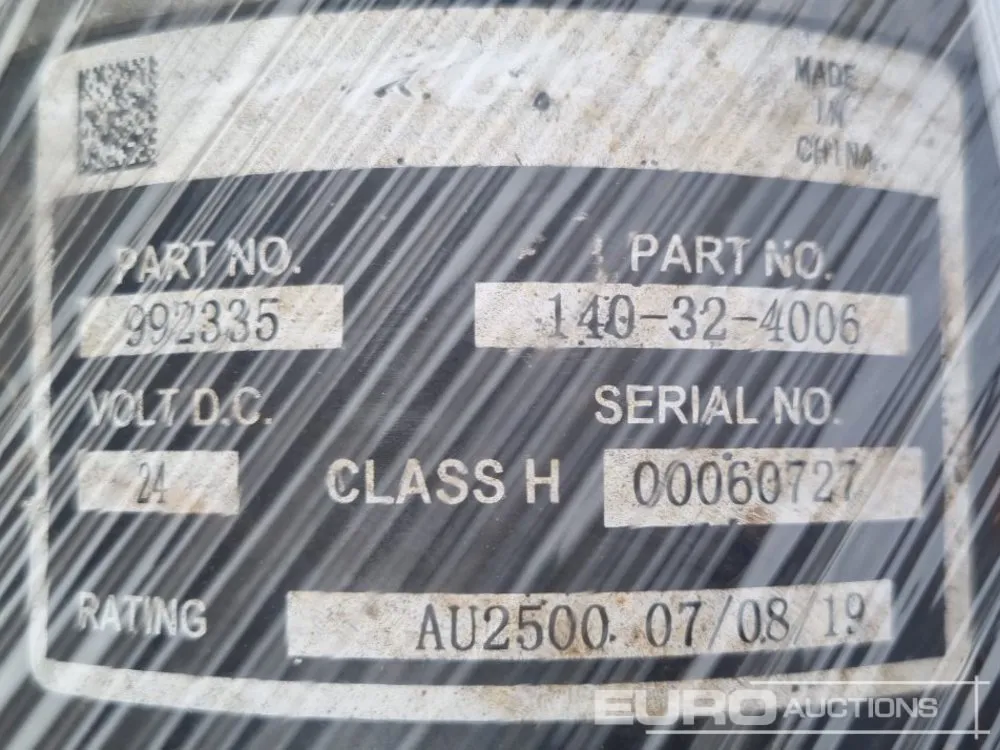 MADE
IN
CHINA
PART NO. PART NO.
992335 140-32-4006
VOLT D.C. SERIAL NO.
24 CLASS H 00060727
RATING AU2500 07/08/19
EURO AUCTIONS